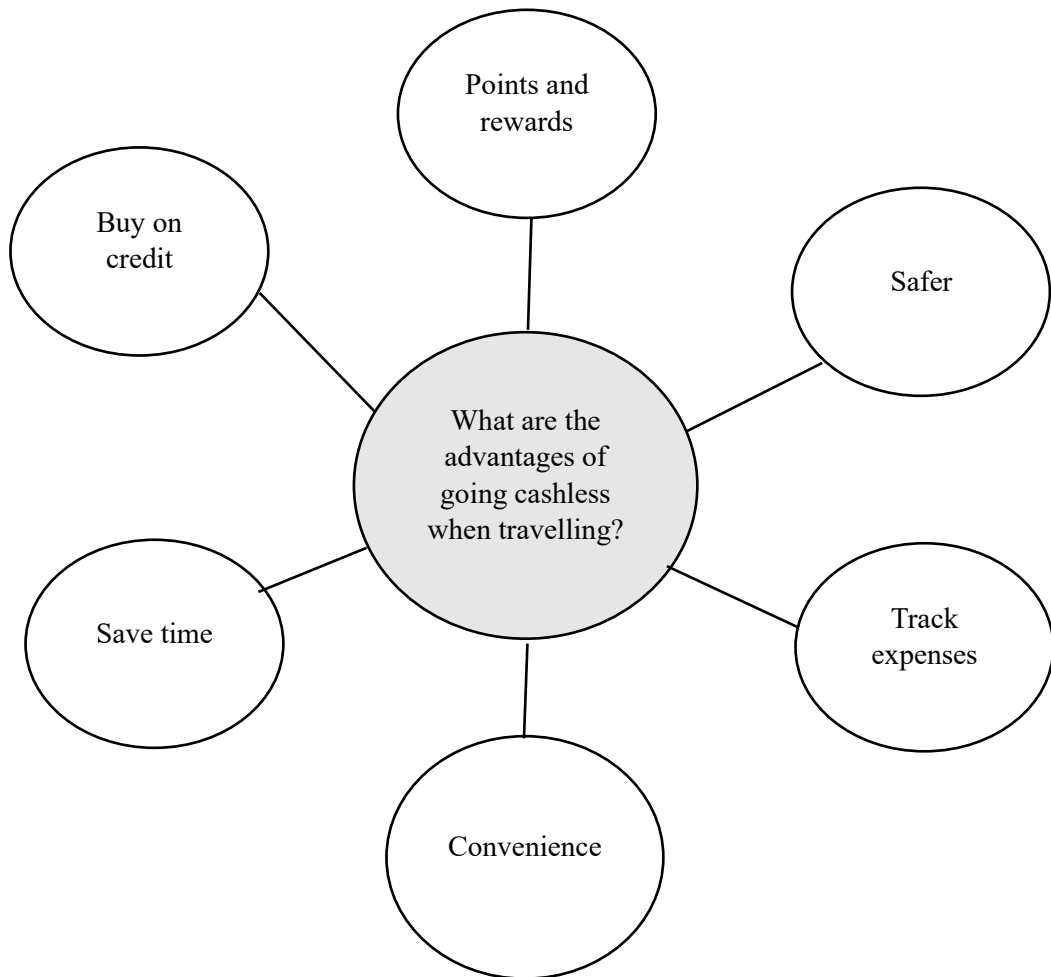 Points and
rewards
Buy on
credit
Safer
What are the
advantages of
going cashless
when travelling?
Save time
Track
expenses
Convenience